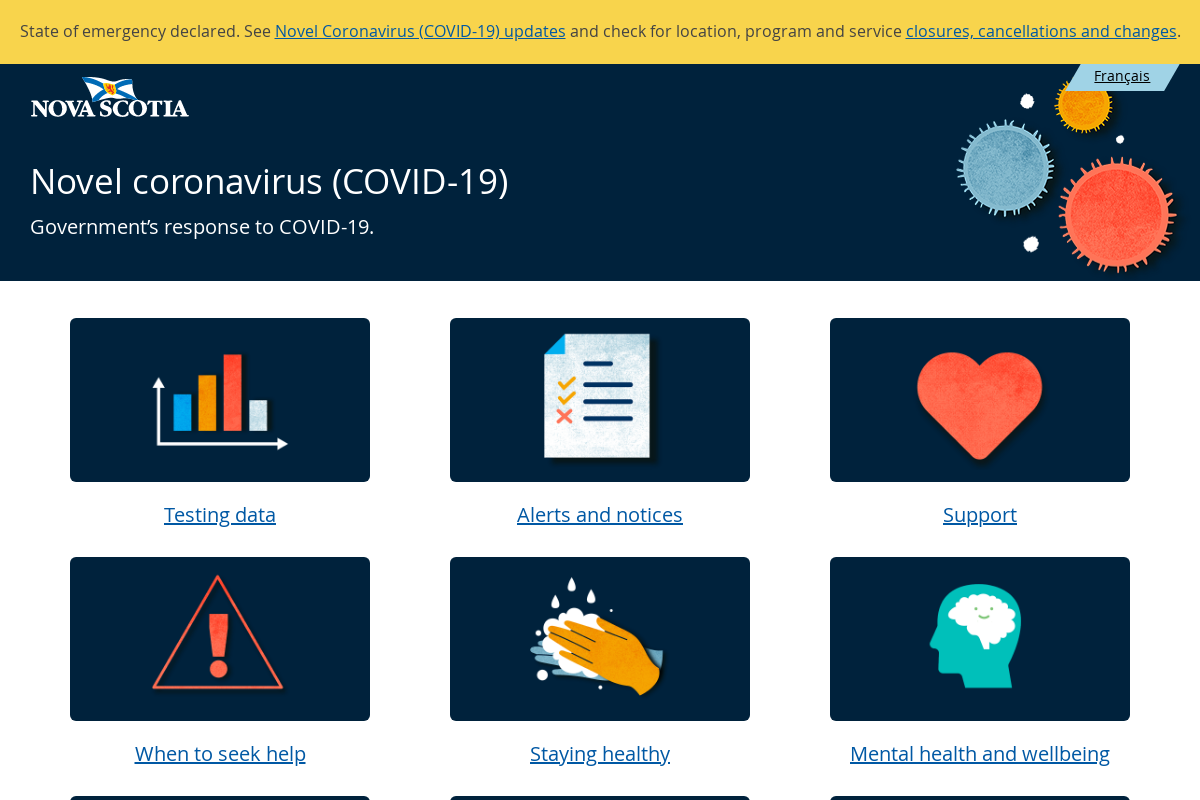 State of emergency declared. See Novel Coronavirus (COVID-19) updates and check for location, program and service closures, cancellations and changes.
Français
NOVA SCOTIA
Novel coronavirus (COVID-19)
Government's response to COVID-19.
Testing data
Alerts and notices
Support
When to seek help
Staying healthy
Mental health and wellbeing